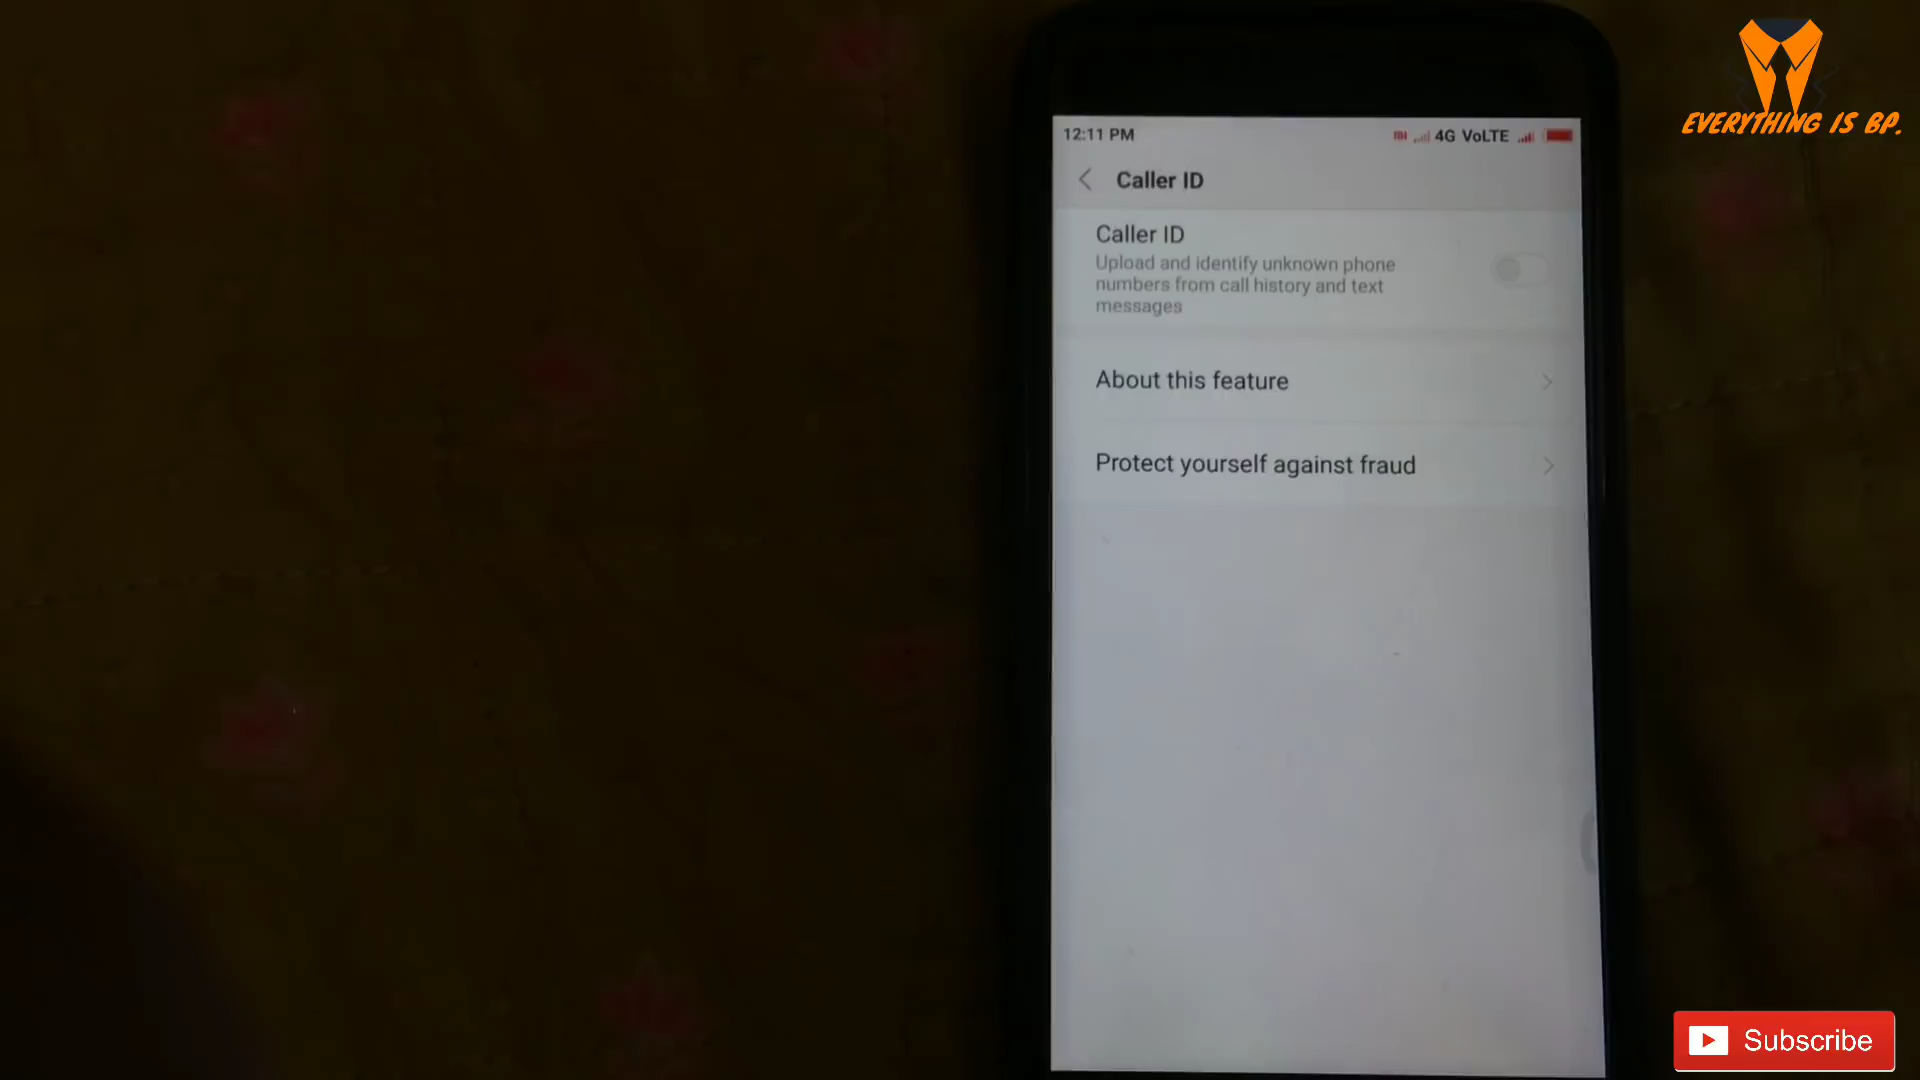 EVERYTHING IS BP.
12:11 PM
4G VoLTE
Caller ID
Caller ID
Upload and identify unknown phone
numbers from call history and text
messages
About this feature
Protect yourself against fraud
Subscribe